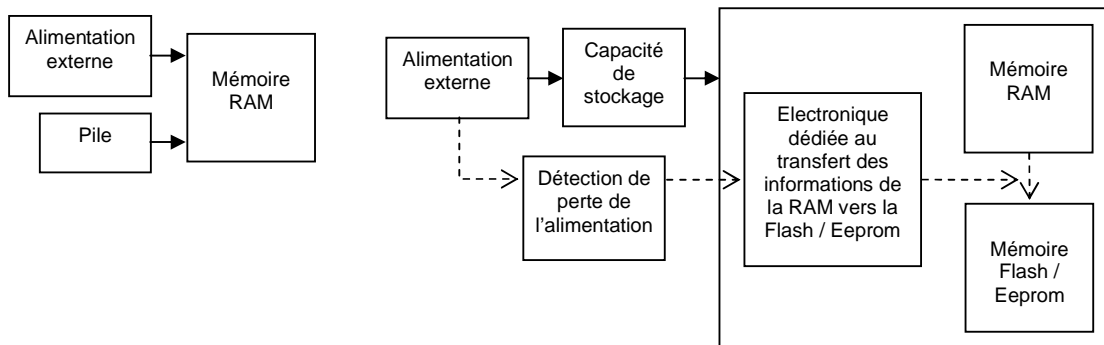 Alimentation
externe
Pile
Mémoire
RAM
Alimentation
externe
Capacité
de
stockage
Détection de
perte de
l'alimentation
Electronique
dédiée au
transfert des
informations de
la RAM vers la
Flash / Eeprom
Mémoire
RAM
Mémoire
Flash /
Eeprom